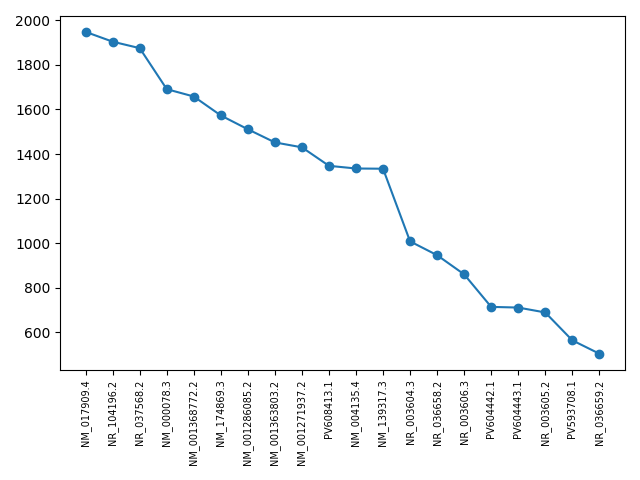 2000
1800
1600
1400
1200
1000
800
600
NM_017909.4
NR_104196.2
NR_037568.2
NM_000078.3
NM_001368772.2
NM_174869.3
NM_001286085.2
NM_001363803.2
NM_001271937.2
PV608413.1
NM_004135.4
NM_139317.3
NR_003604.3
NR_036658.2
NR_003606.3
PV604442.1
PV604443.1
NR_003605.2
PV593708.1
NR_036659.2